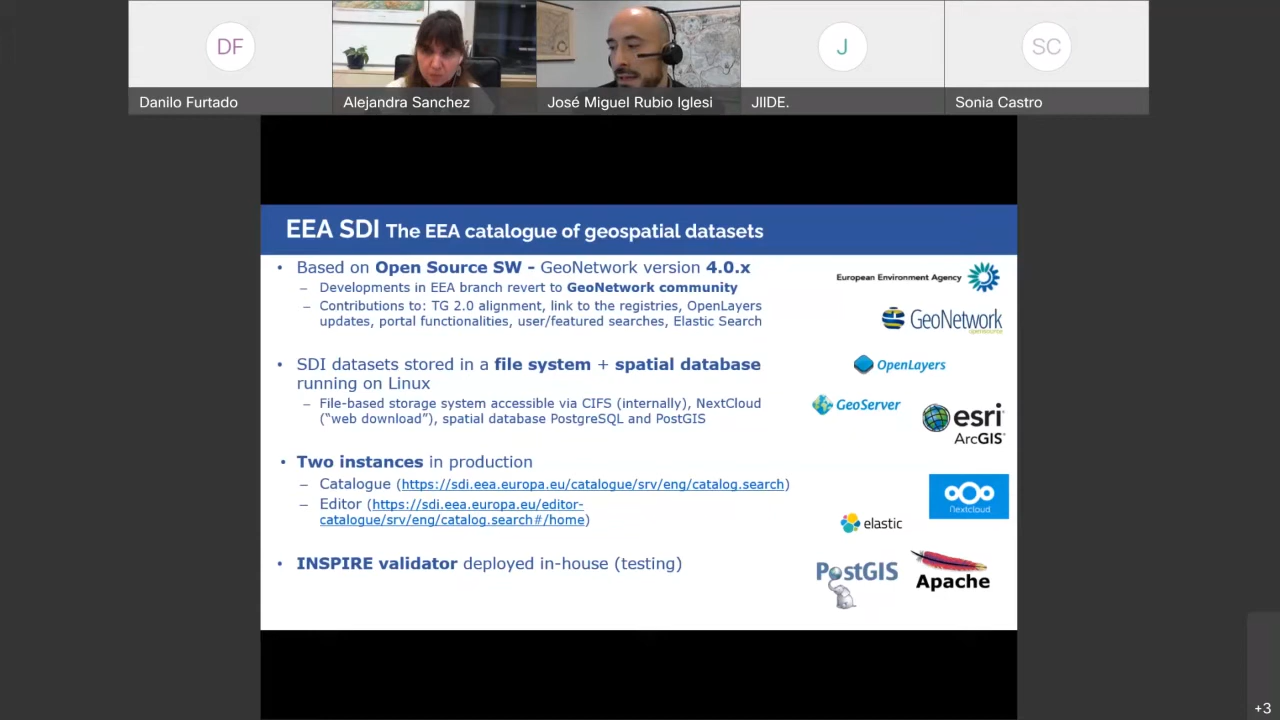 DF
J
SC
Danilo Furtado
Alejandra Sanchez
José Miguel Rubio Iglesi
JIIDE.
Sonia Castro
EEA SDI The EEA catalogue of geospatial datasets
• Based on Open Source SW - GeoNetwork version 4.0.x
– Developments in EEA branch revert to GeoNetwork community
– Contributions to: TG 2.0 alignment, link to the registries, OpenLayers
updates, portal functionalities, user/featured searches, Elastic Search
• SDI datasets stored in a file system + spatial database
running on Linux
– File-based storage system accessible via CIFS (internally), NextCloud
(“web download”), spatial database PostgreSQL and PostGIS
• Two instances in production
– Catalogue (https://sdi.eea.europa.eu/catalogue/srv/eng/catalog.search)
– Editor (https://sdi.eea.europa.eu/editor-
catalogue/srv/eng/catalog.search#/home)
• INSPIRE validator deployed in-house (testing)
European Environment Agency
GeoNetwork
opensource
OpenLayers
GeoServer
esri
ArcGIS
nextcloud
elastic
PostGIS
Apache
+3